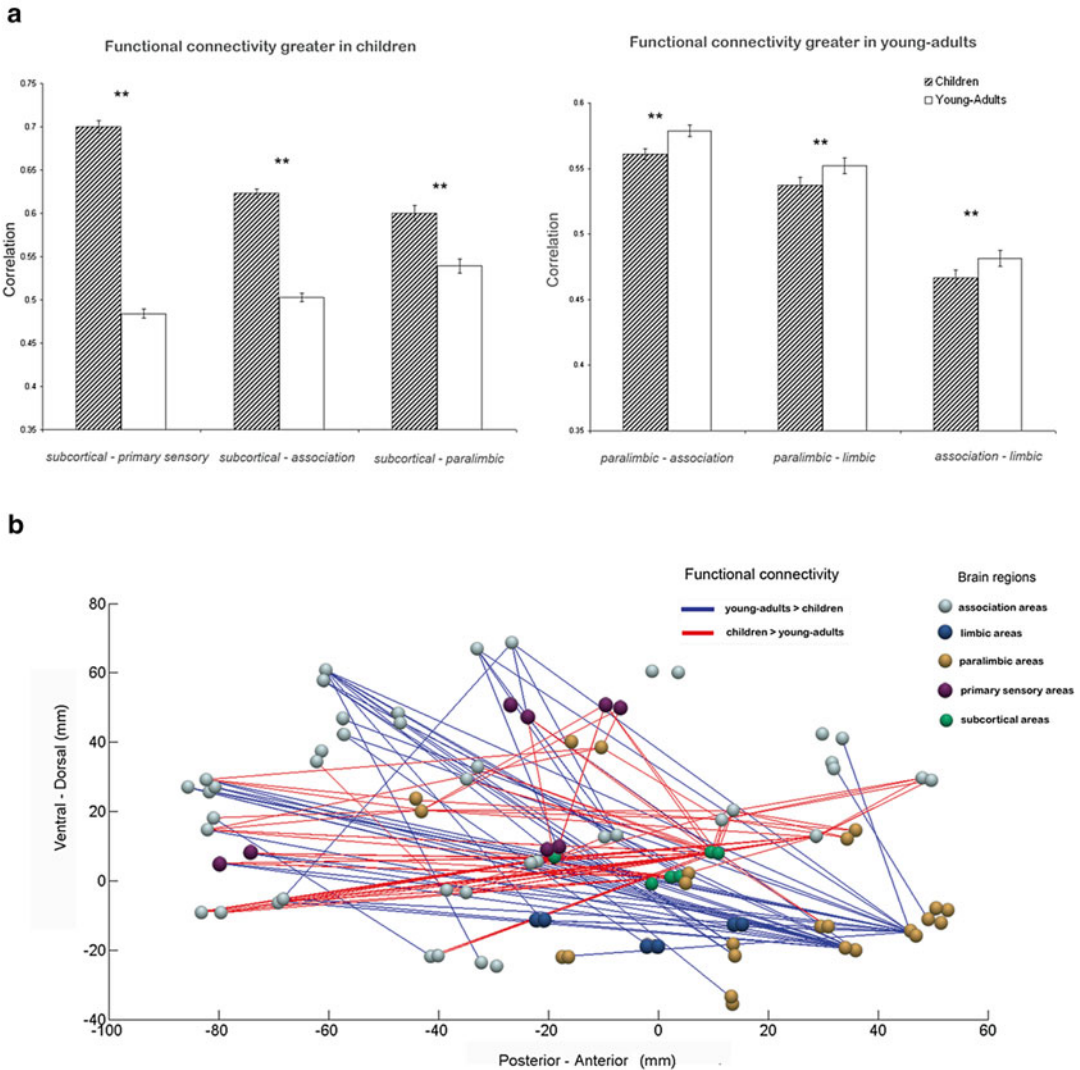 a
Functional connectivity greater in children
Functional connectivity greater in young-adults
Children
Young-Adults
**
**
**
**
**
**
0.75
0.7
0.65
0.6
0.55
0.5
0.45
0.4
0.35
Correlation
subcortical - primary sensory subcortical - association subcortical - paralimbic
0.6
0.55
0.5
0.45
0.4
0.35
Correlation
paralimbic - association paralimbic - limbic association - limbic
b
Functional connectivity
young-adults > children
children > young-adults
Brain regions
association areas
limbic areas
paralimbic areas
primary sensory areas
subcortical areas
80
60
40
20
0
-20
-40
Ventral - Dorsal (mm)
-100 -80 -60 -40 -20 0 20 40 60
Posterior - Anterior (mm)